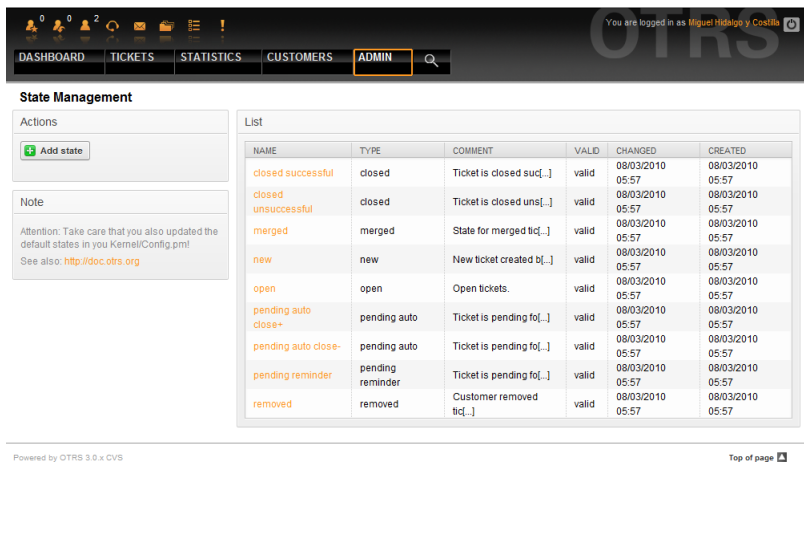 0 0 2
You are logged in as Miguel Hidalgo y Costilla
OTRS
DASHBOARD TICKETS STATISTICS CUSTOMERS ADMIN
State Management
Actions
Add state
Note
Attention: Take care that you also updated the
default states in you Kernel/Config.pm!
See also: http://doc.otrs.org
List
NAME TYPE COMMENT VALID CHANGED CREATED
closed successful closed Ticket is closed suc[...] valid 08/03/2010 05:57 08/03/2010 05:57
closed unsuccessful closed Ticket is closed uns[...] valid 08/03/2010 05:57 08/03/2010 05:57
merged merged State for merged tic[...] valid 08/03/2010 05:57 08/03/2010 05:57
new new New ticket created b[...] valid 08/03/2010 05:57 08/03/2010 05:57
open open Open tickets. valid 08/03/2010 05:57 08/03/2010 05:57
pending auto close+ pending auto Ticket is pending fo[...] valid 08/03/2010 05:57 08/03/2010 05:57
pending auto close- pending auto Ticket is pending fo[...] valid 08/03/2010 05:57 08/03/2010 05:57
pending reminder pending reminder Ticket is pending fo[...] valid 08/03/2010 05:57 08/03/2010 05:57
removed removed Customer removed tic[...] valid 08/03/2010 05:57 08/03/2010 05:57
Powered by OTRS 3.0.x CVS
Top of page